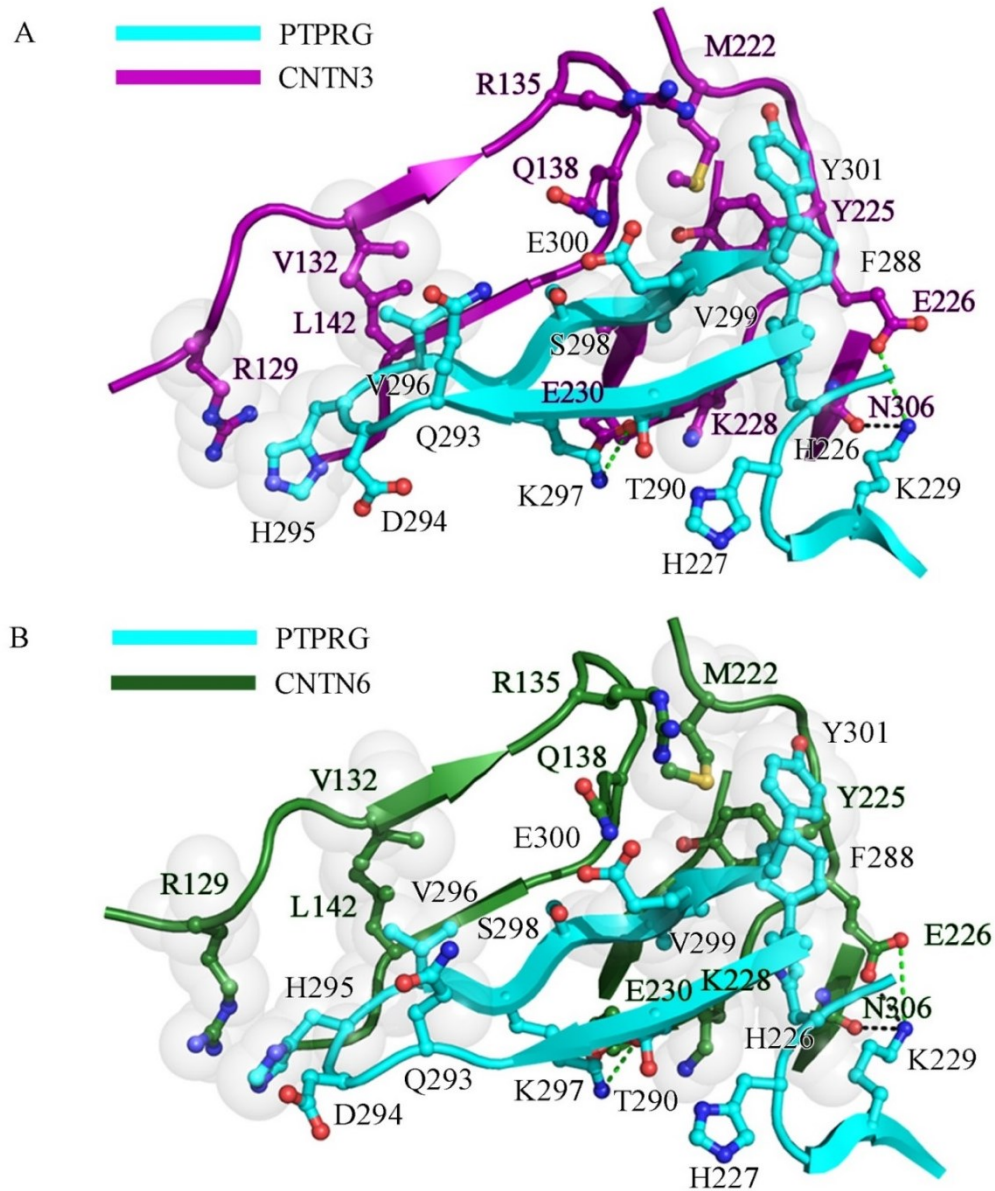 A
PTPRG
CNTN3
M222
R135
Q138
Y301
Y225
E300
F288
V132
E226
L142
V299
S298
R129
V296
E230
N306
K228
H226
Q293
K297
T290
K229
D294
H295
H227
B
PTPRG
CNTN6
M222
R135
Y301
Q138
V132
Y225
E300
F288
R129
V296
L142
S298
E226
V299
H295
E230
K228
N306
H226
K229
Q293
K297
T290
D294
H227